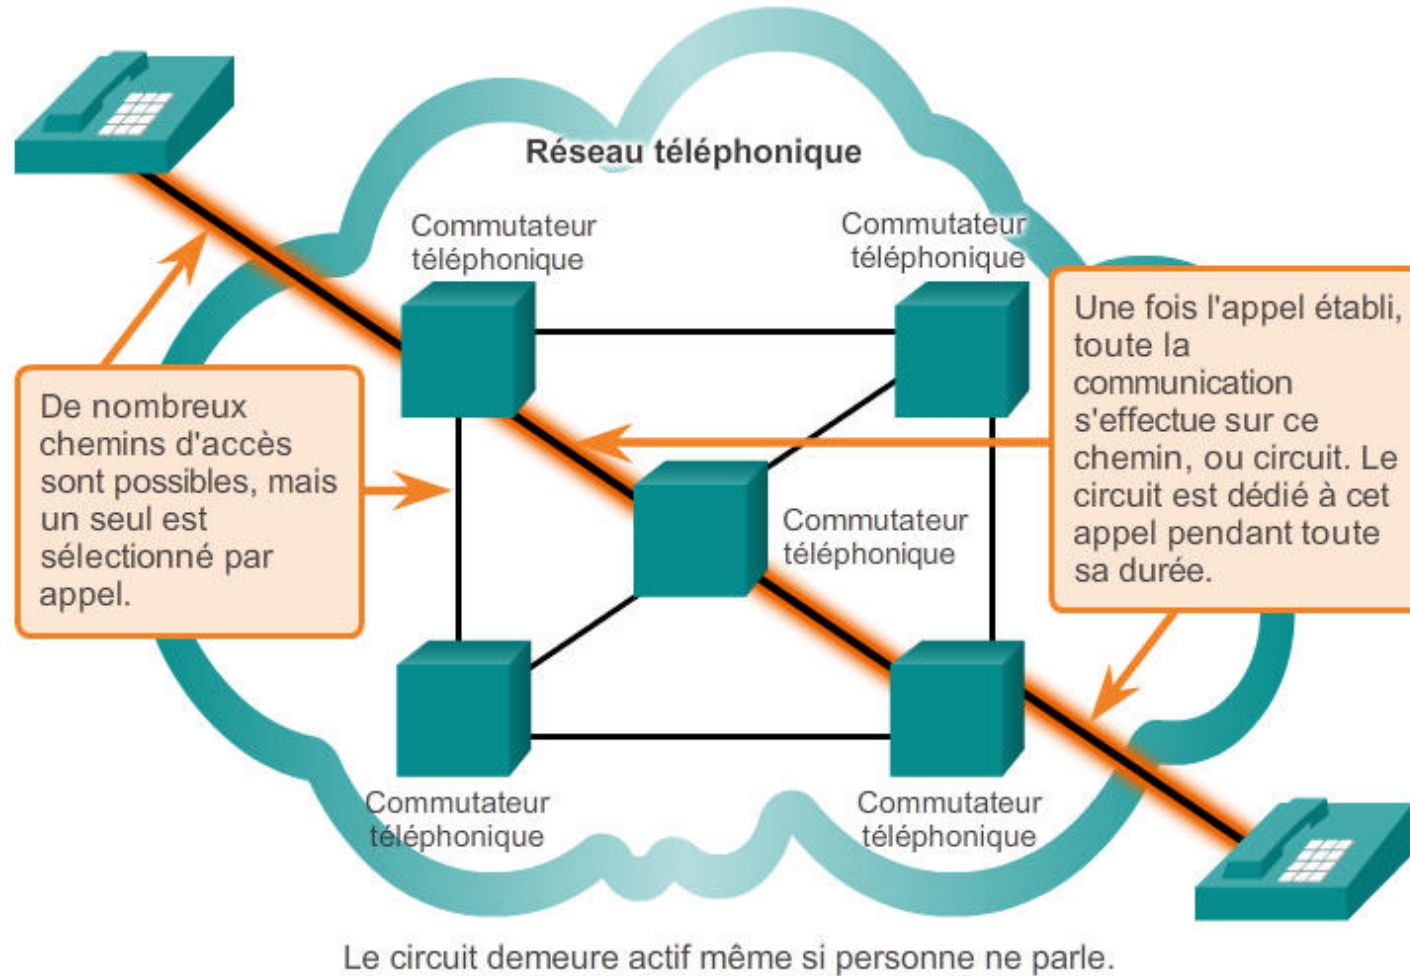 Réseau téléphonique
Commutateur
téléphonique
Commutateur
téléphonique
De nombreux
chemins d'accès
sont possibles, mais
un seul est
sélectionné par
appel.
Une fois l'appel établi,
toute la
communication
s'effectue sur ce
chemin, ou circuit. Le
circuit est dédié à cet
appel pendant toute
sa durée.
Commutateur
téléphonique
Commutateur
téléphonique
Commutateur
téléphonique
Le circuit demeure actif même si personne ne parle.